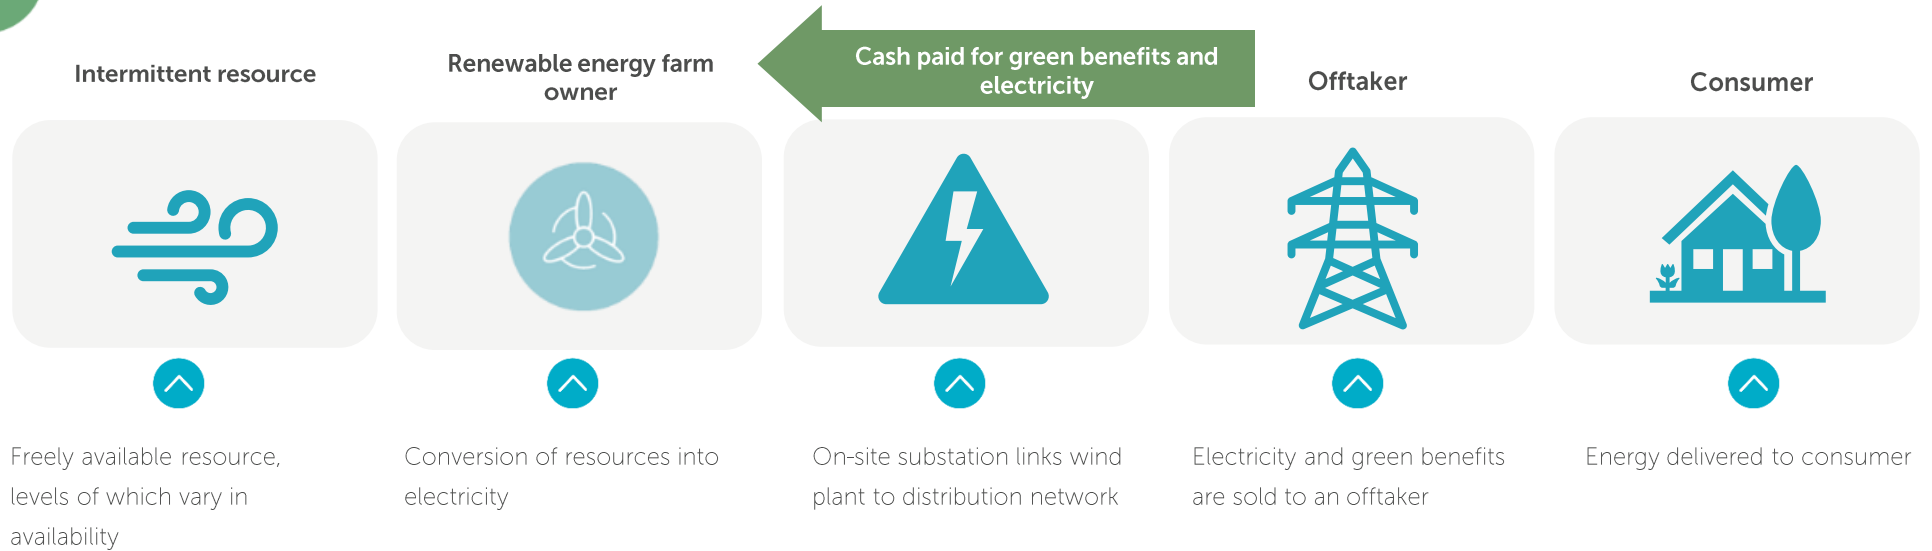 Intermittent resource
Renewable energy farm
owner
Cash paid for green benefits and
electricity
Offtaker
Consumer
Freely available resource,
levels of which vary in
availability
Conversion of resources into
electricity
On-site substation links wind
plant to distribution network
Electricity and green benefits
are sold to an offtaker
Energy delivered to consumer